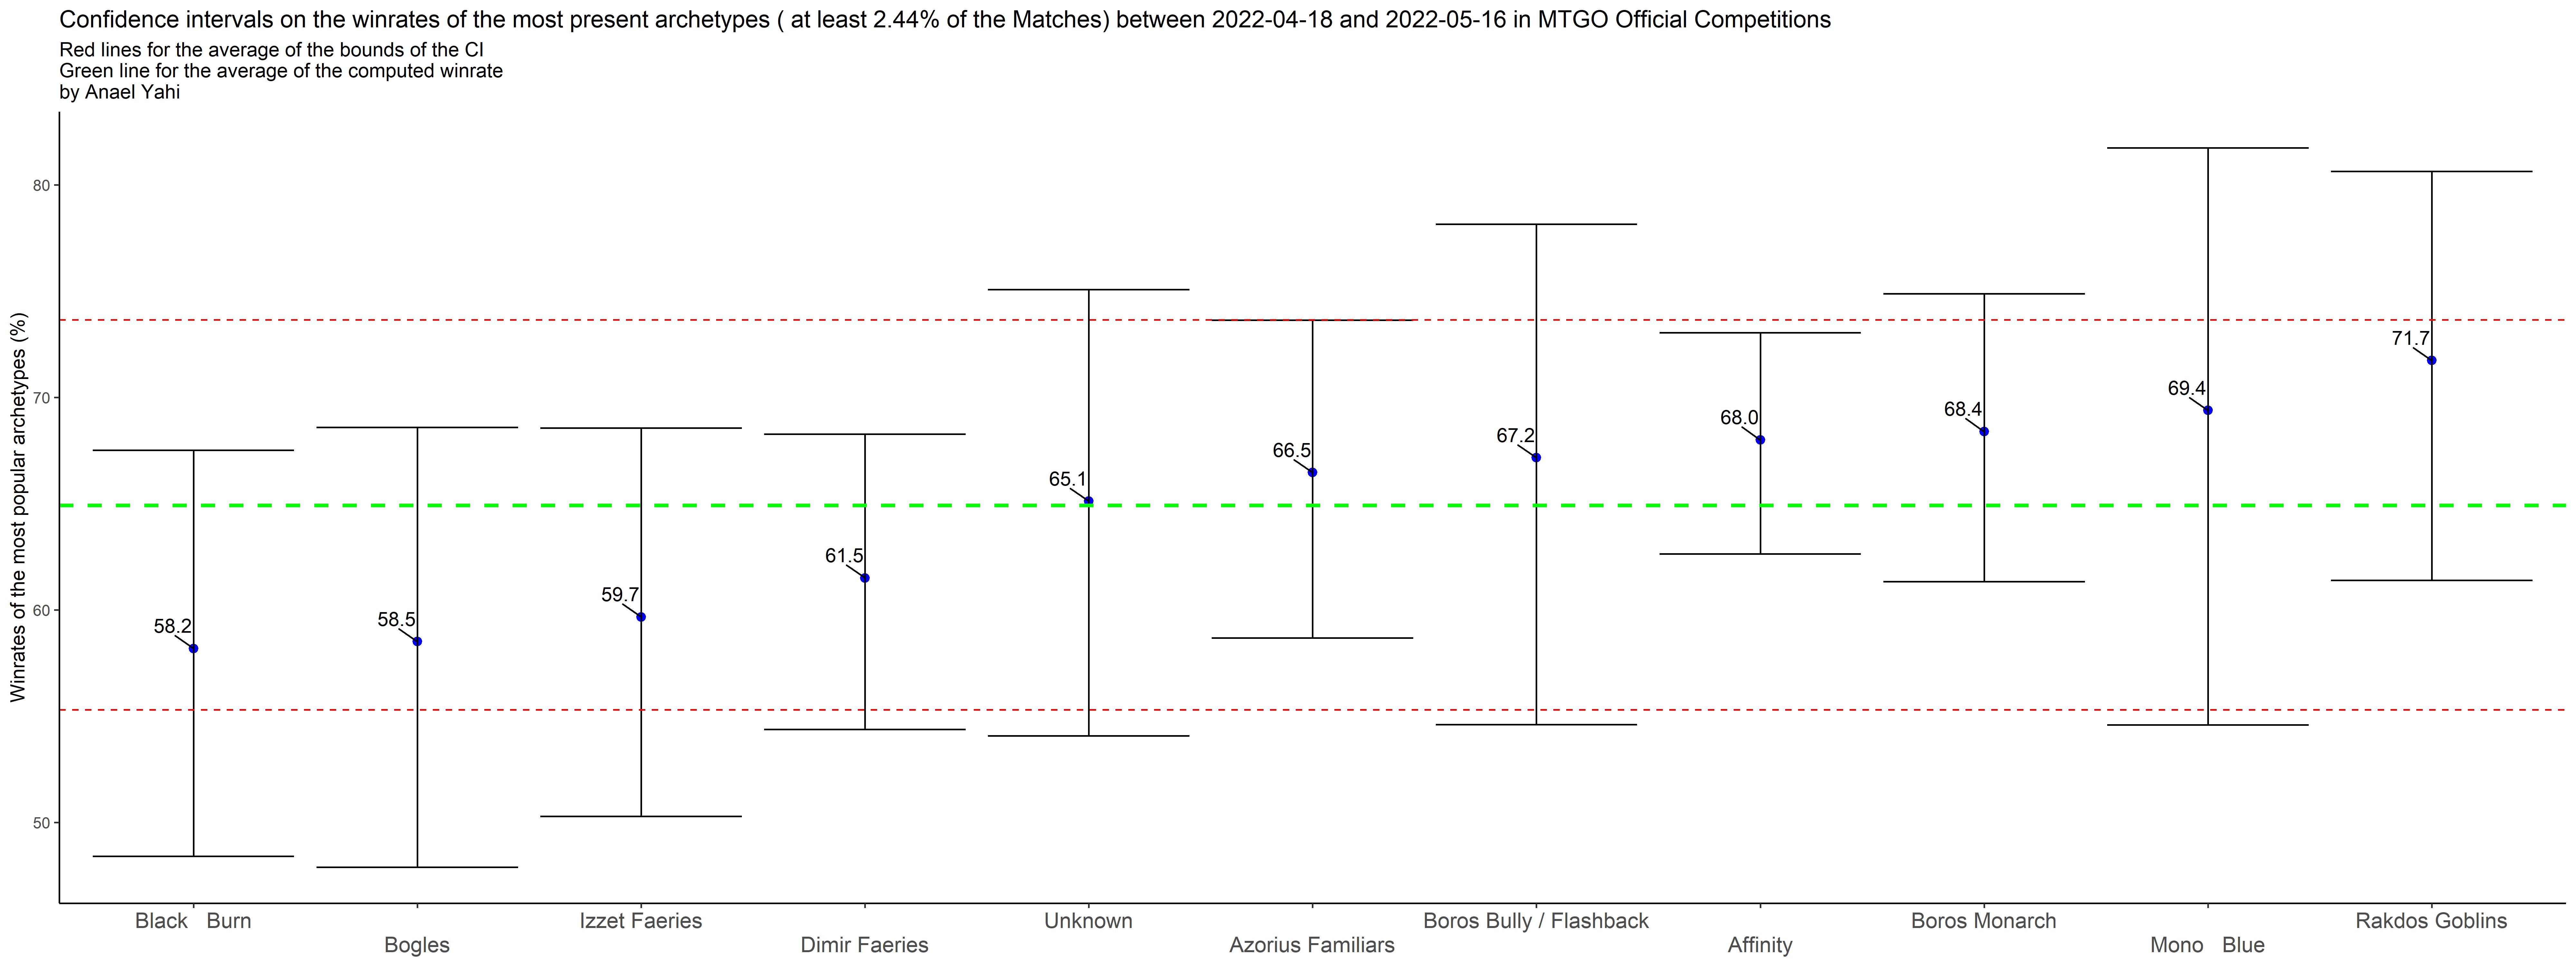 Confidence intervals on the winrates of the most present archetypes ( at least 2.44% of the Matches) between 2022-04-18 and 2022-05-16 in MTGO Official Competitions
Red lines for the average of the bounds of the CI
Green line for the average of the computed winrate
by Anael Yahi
Winrates of the most popular archetypes (%)
80
70
60
50
58.2
58.5
59.7
61.5
65.1
66.5
67.2
68.0
68.4
69.4
71.7
Black   Burn
Bogles
Izzet Faeries
Dimir Faeries
Unknown
Azorius Familiars
Boros Bully / Flashback
Affinity
Boros Monarch
Mono   Blue
Rakdos Goblins